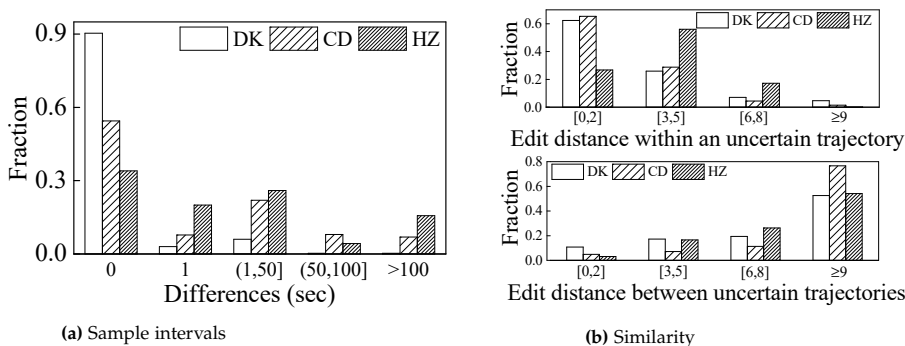 0.9
0.6
0.3
0.0
Fraction
DK CD HZ
0 1 (1,50] (50,100] >100
Differences (sec)
(a) Sample intervals
0.6
0.4
0.2
0.0
Fraction
DK CD HZ
[0,2] [3,5] [6,8] ≥9
Edit distance within an uncertain trajectory
0.8
0.6
0.4
0.2
0.0
Fraction
DK CD HZ
[0,2] [3,5] [6,8] ≥9
Edit distance between uncertain trajectories
(b) Similarity